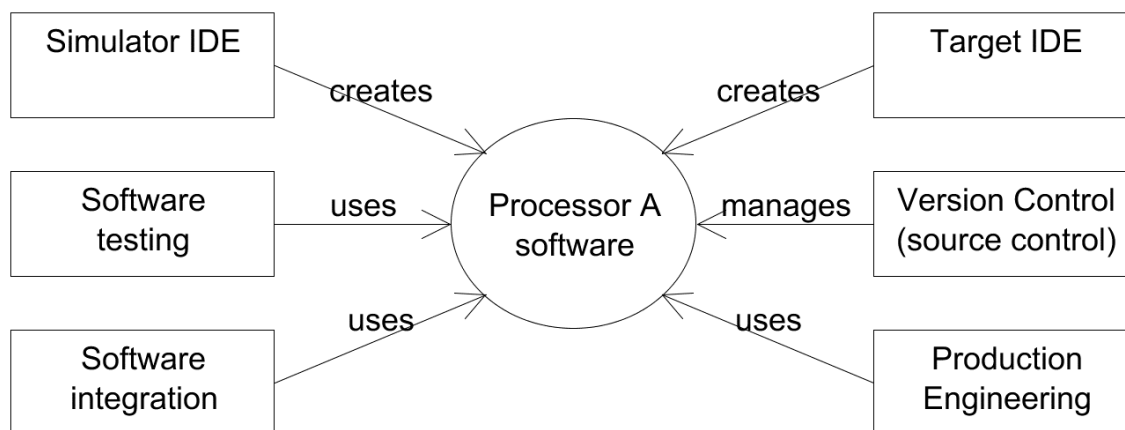 Simulator IDE
Target IDE
creates
creates
Software
testing
uses
Processor A
software
manages
Version Control
(source control)
uses
uses
Software
integration
Production
Engineering